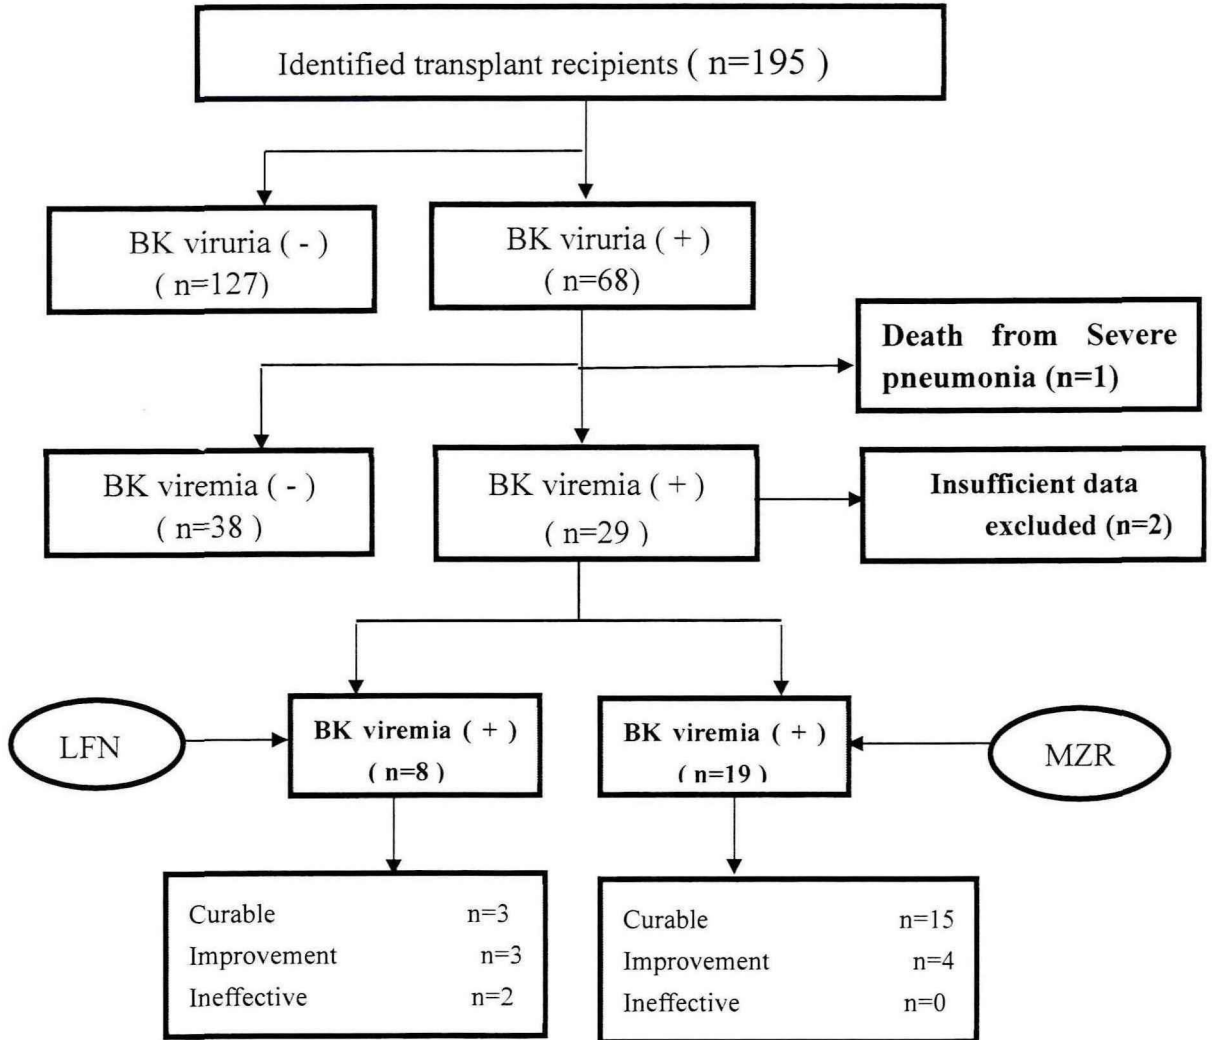 Identified transplant recipients ( n=195 )
BK viruria ( - )
( n=127)
BK viruria ( + )
( n=68)
Death from Severe
pneumonia (n=1)
BK viremia ( - )
( n=38 )
BK viremia ( + )
( n=29 )
Insufficient data
excluded (n=2)
LFN
BK viremia ( + )
( n=8 )
BK viremia ( + )
( n=19 )
MZR
Curable n=3
Improvement n=3
Ineffective n=2
Curable n=15
Improvement n=4
Ineffective n=0